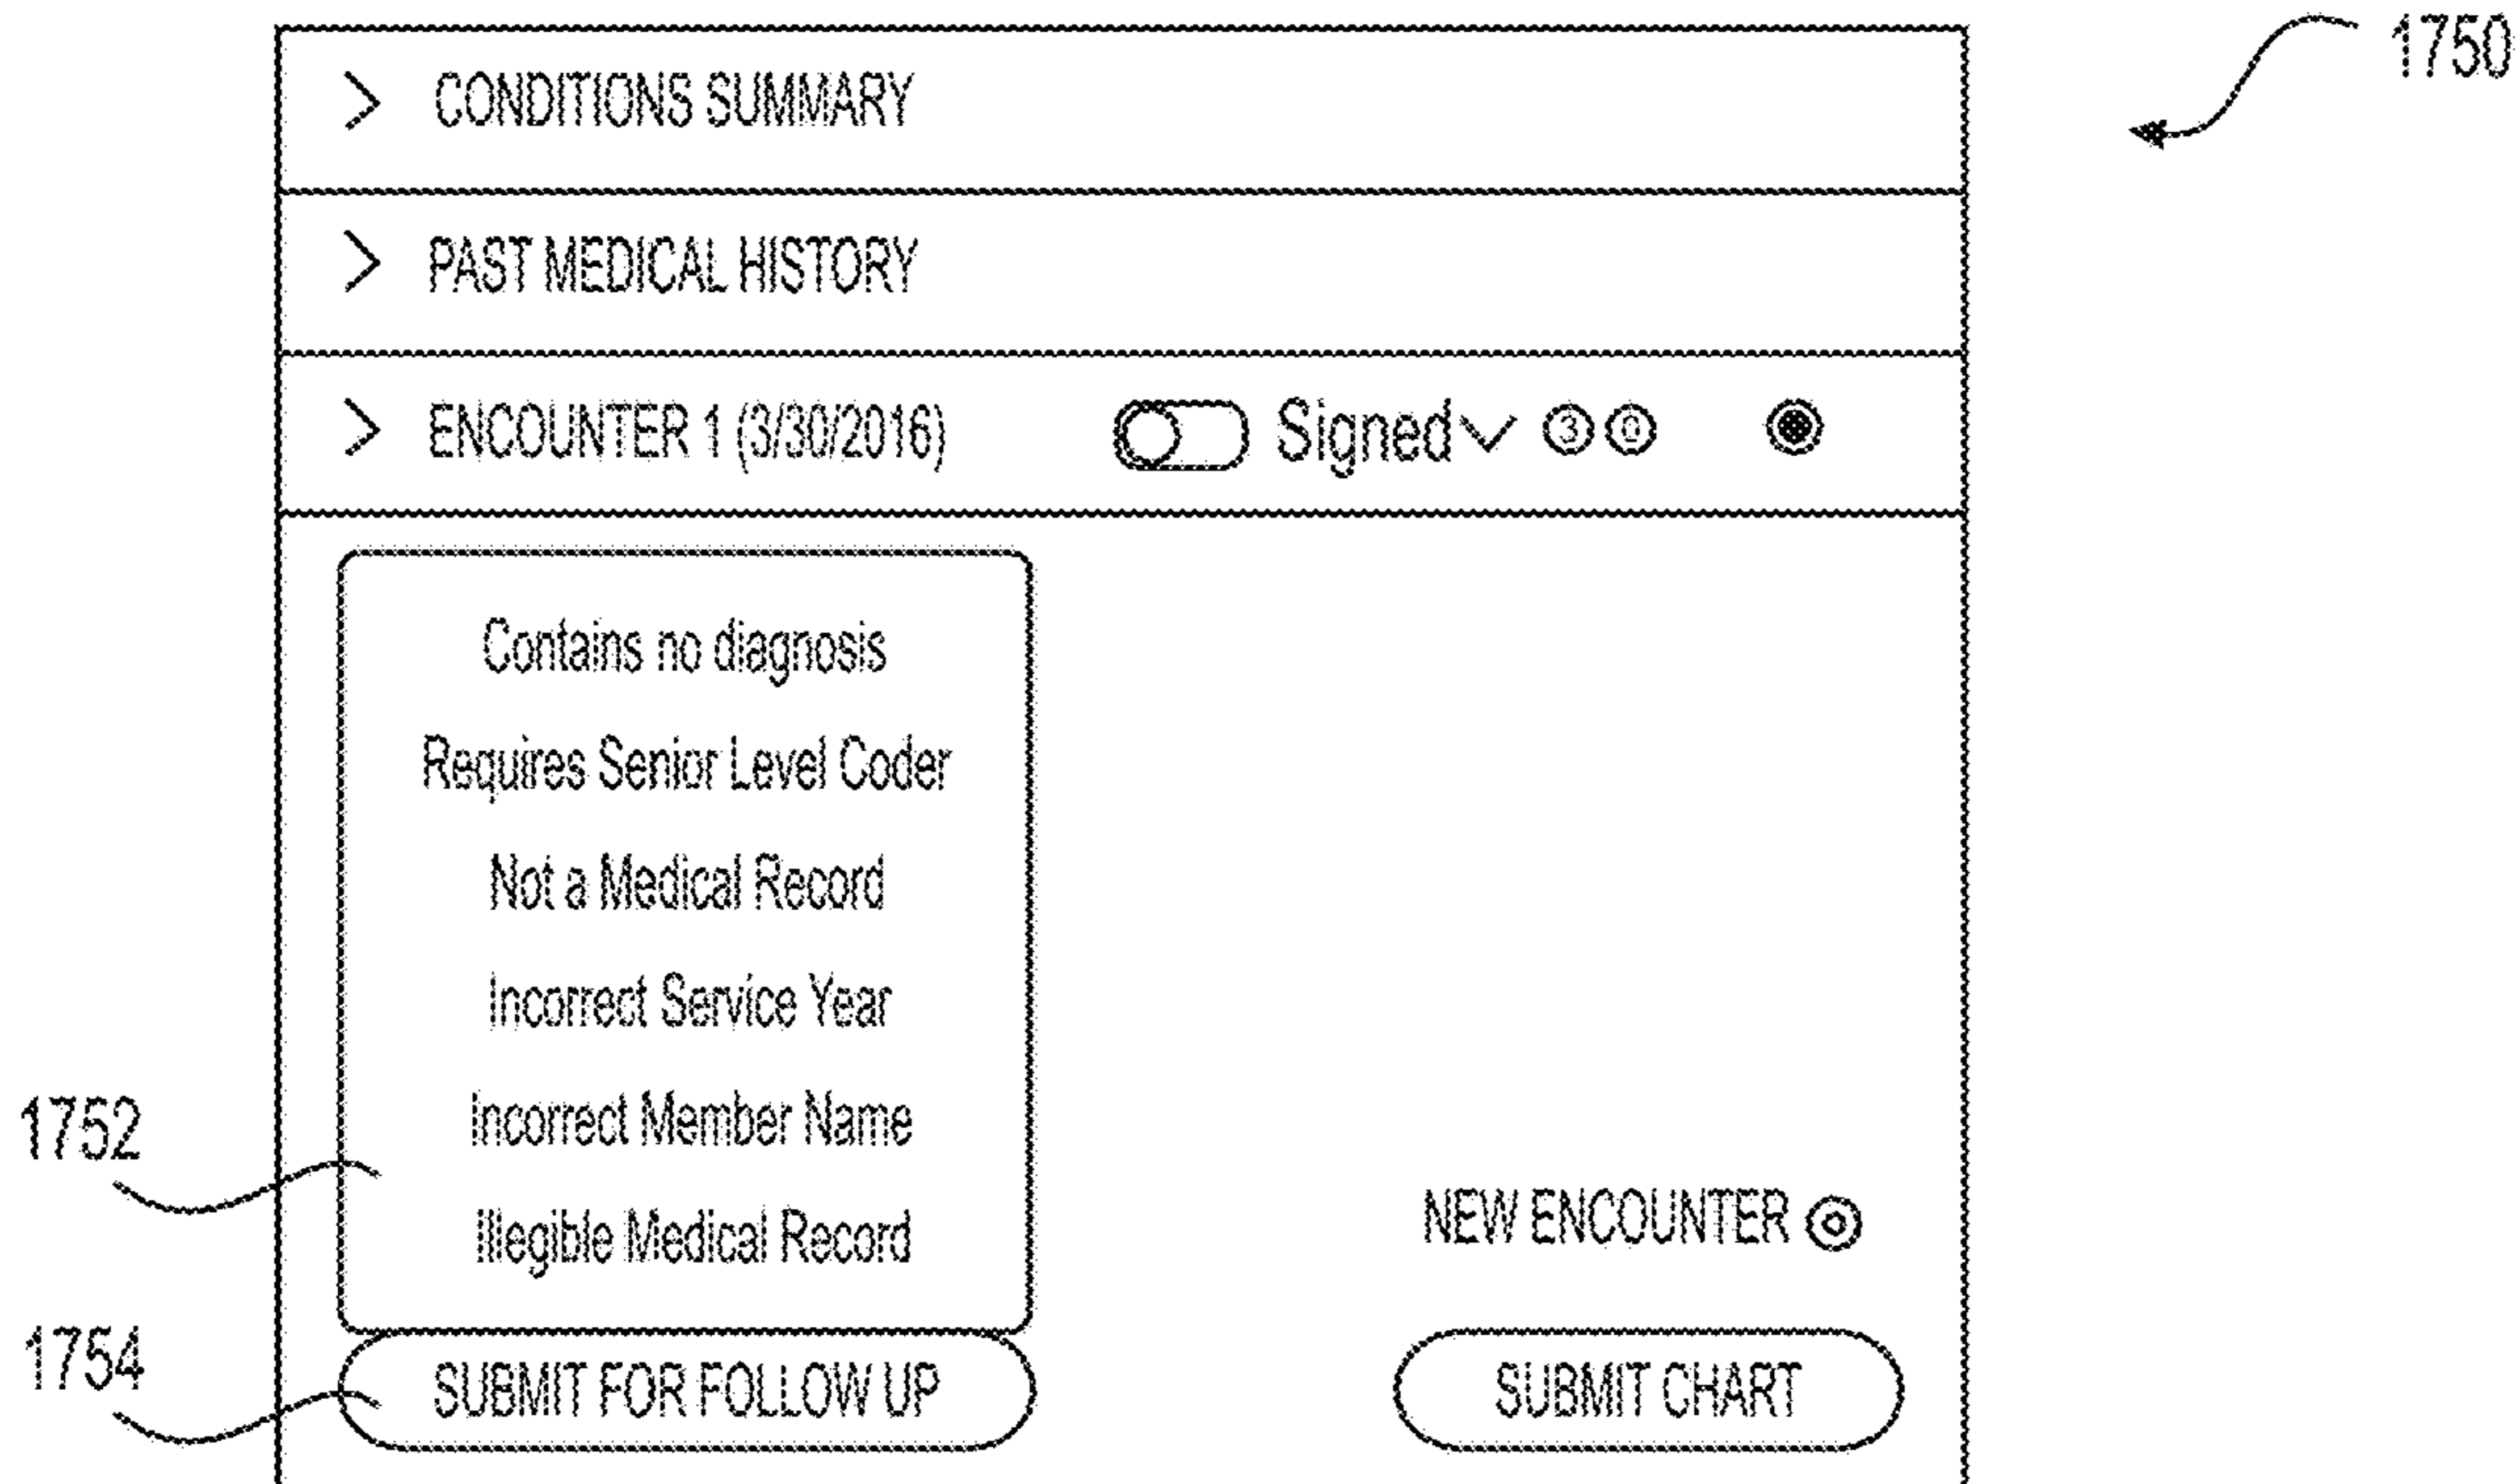 1750
> CONDITIONS SUMMARY
> PAST MEDICAL HISTORY
> ENCOUNTER 1 (3/30/2016) Signed 3 0
Contains no diagnosis
Requires Senior Level Coder
Not a Medical Record
Incorrect Service Year
Incorrect Member Name
1752
Illegible Medical Record
NEW ENCOUNTER
1754
SUBMIT FOR FOLLOW UP
SUBMIT CHART